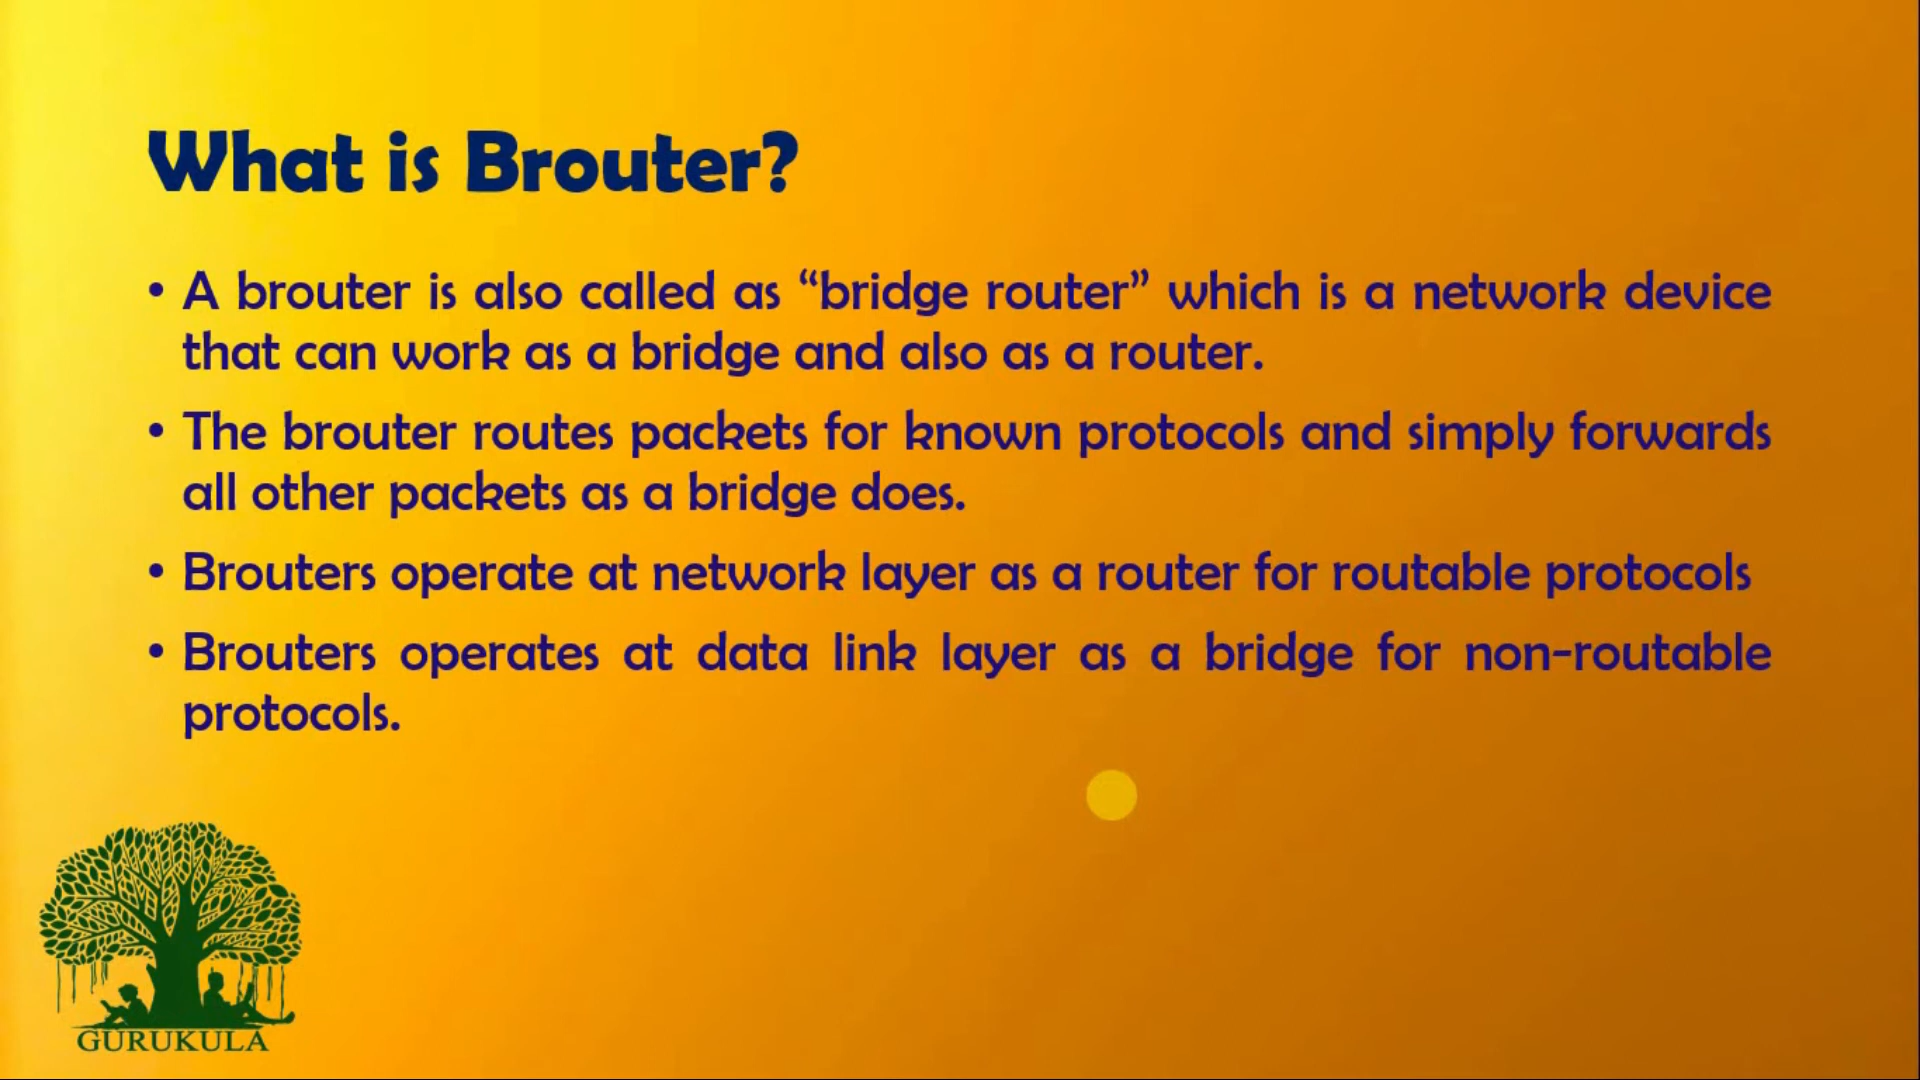 What is Brouter?
• A brouter is also called as “bridge router” which is a network device
that can work as a bridge and also as a router.
• The brouter routes packets for known protocols and simply forwards
all other packets as a bridge does.
• Brouters operate at network layer as a router for routable protocols
• Brouters operates at data link layer as a bridge for non-routable
protocols.
GURUKULA